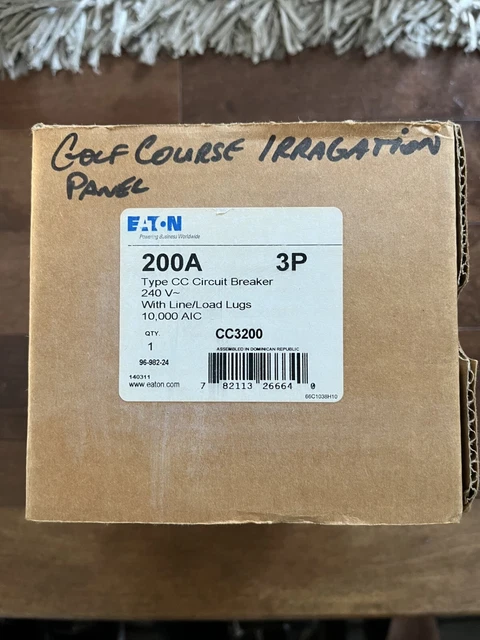 GOLF COURSE IRRAGATION
PANEL
EATON
Powering Business Worldwide
200A 3P
Type CC Circuit Breaker
240 V~
With Line/Load Lugs
10,000 AIC
QTY. CC3200
1 ASSEMBLED IN DOMINICAN REPUBLIC
96-982-24
140311
www.eaton.com 7 82113 26664 0
66C1038H10